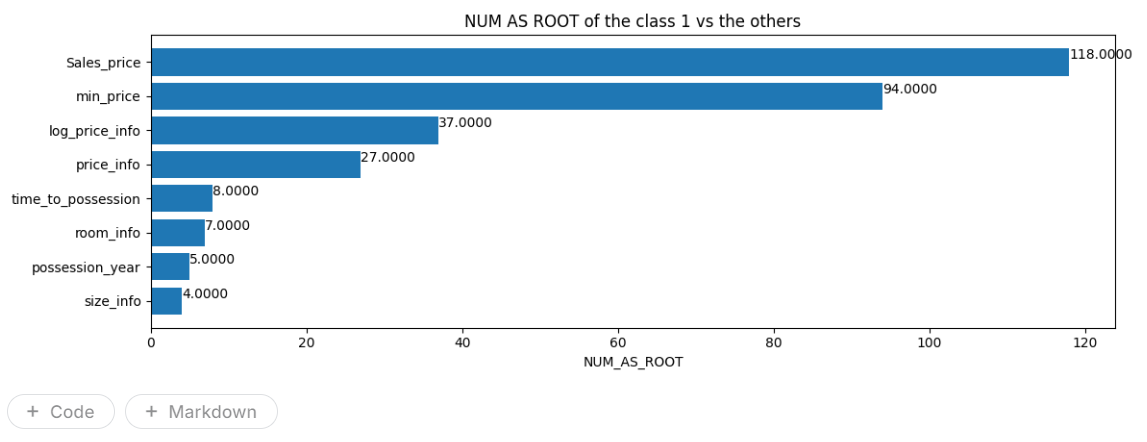 NUM AS ROOT of the class 1 vs the others
Sales_price 118.0000
min_price 94.0000
log_price_info 37.0000
price_info 27.0000
time_to_possession 8.0000
room_info 7.0000
possession_year 5.0000
size_info 4.0000
0 20 40 60 80 100 120
NUM_AS_ROOT
+ Code + Markdown